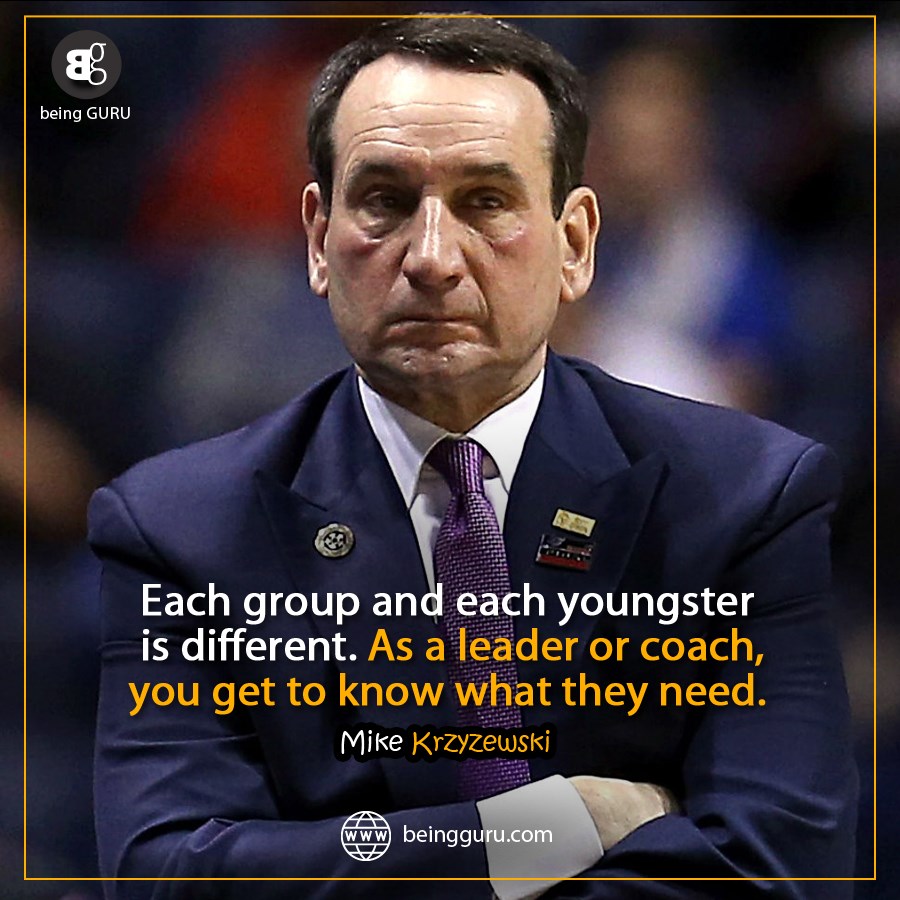 being GURU
Each group and each youngster
is different. As a leader or coach,
you get to know what they need.
Mike Krzyzewski
www beingguru.com